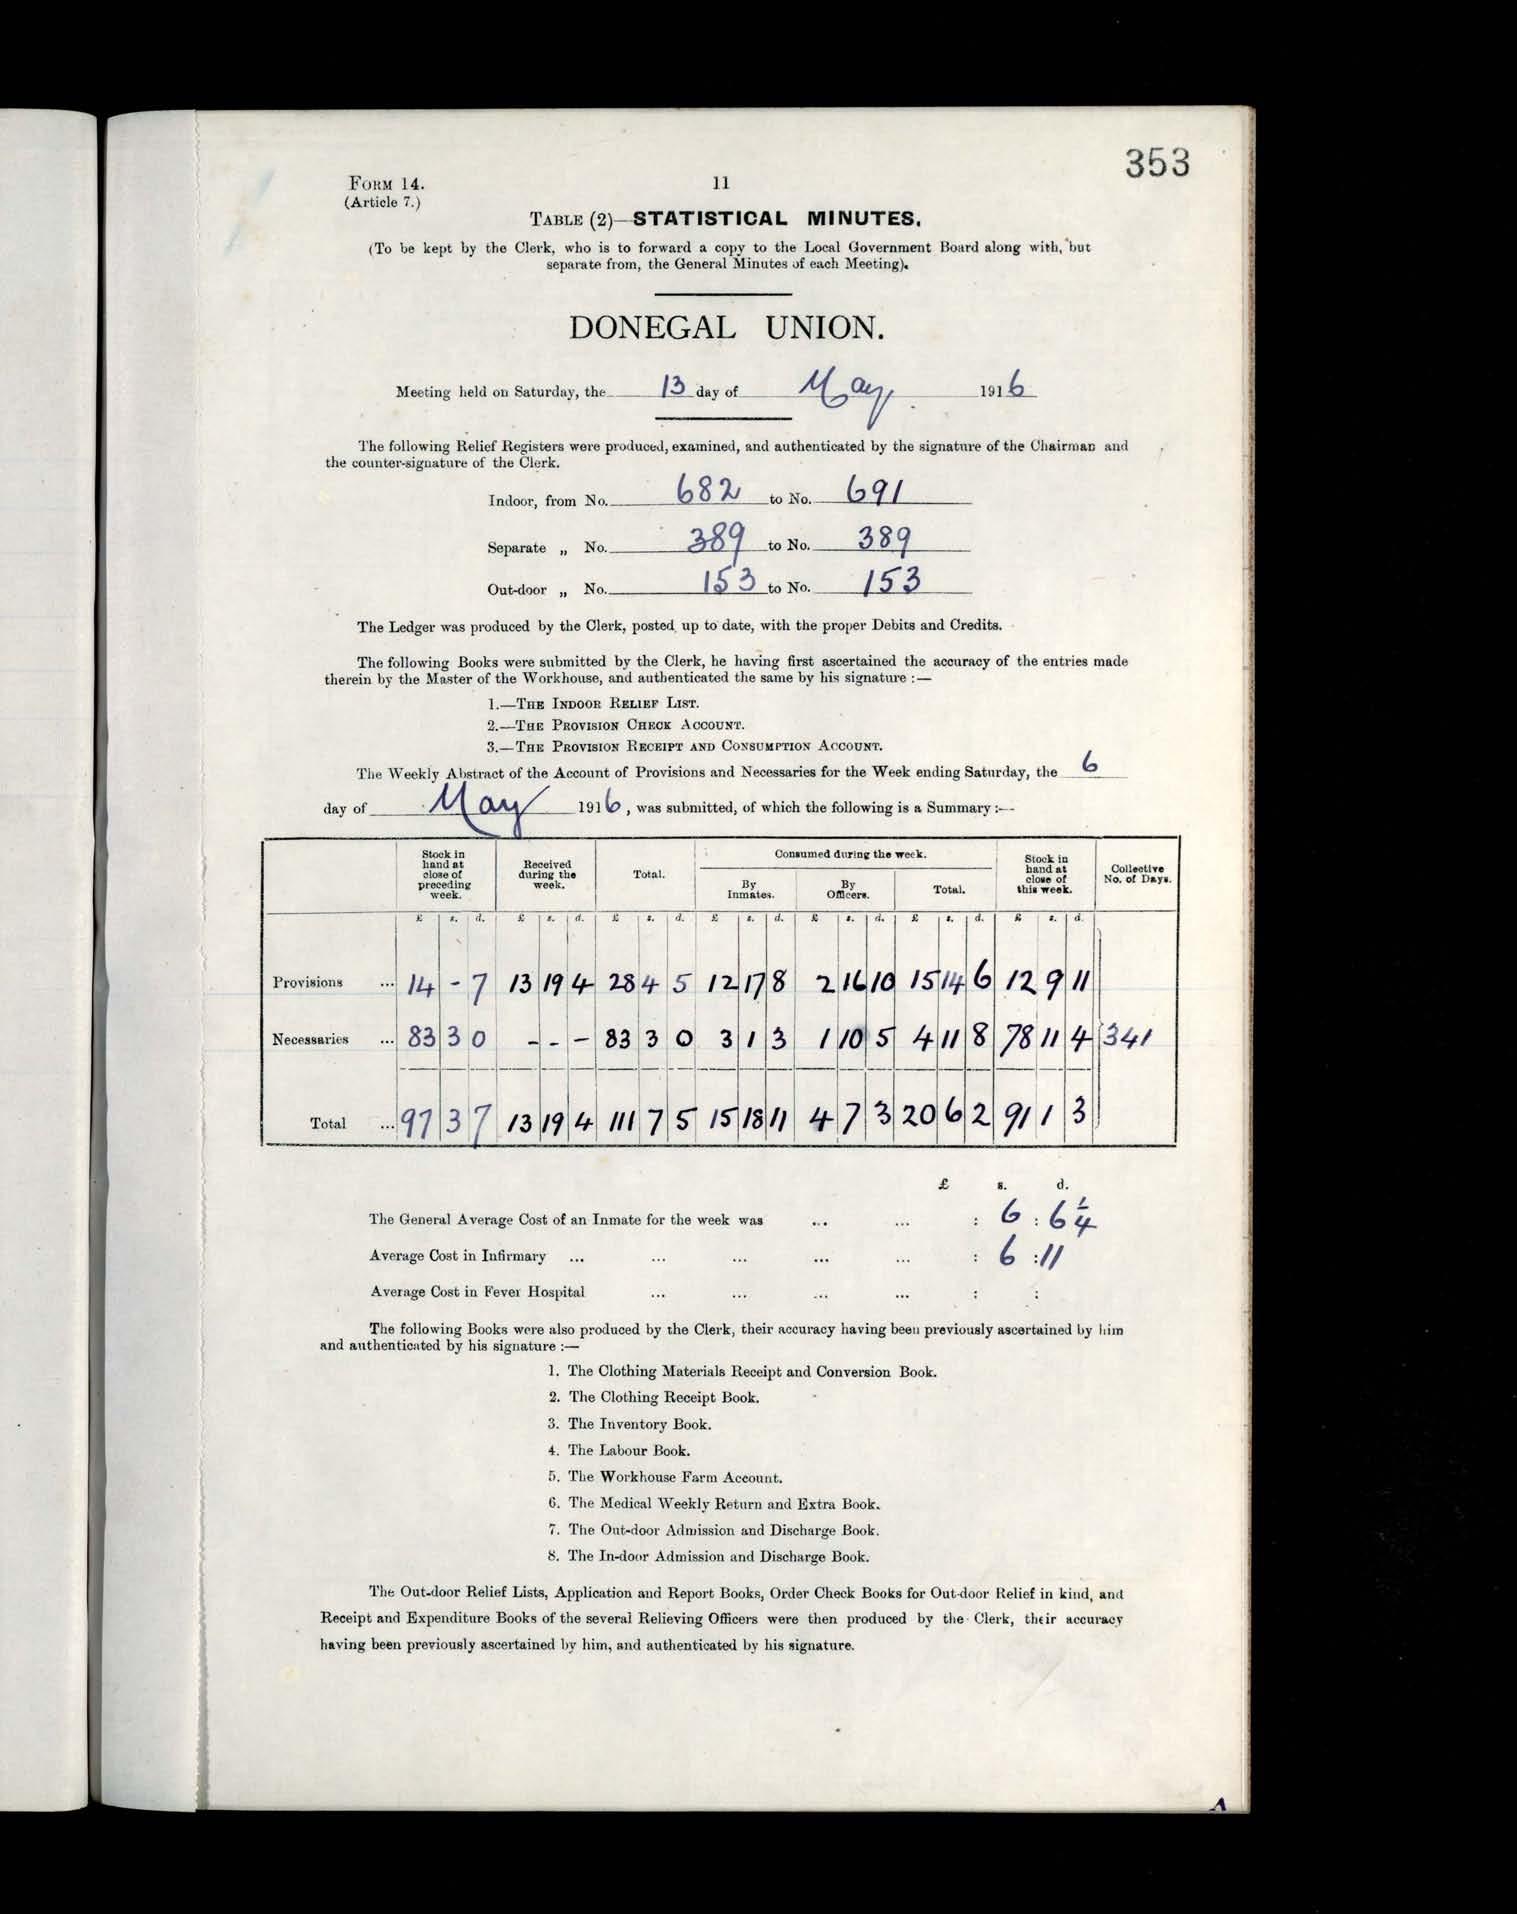 353
FORM 14.
11
(Article 7.)
TABLE (2)—STATISTICAL MINUTES.
(To be kept by the Clerk, who is to forward a copy to the Local Government Board along with, but
separate from, the General Minutes of each Meeting).
DONEGAL UNION.
Meeting held on Saturday, the 13 day of May 1916
The following Relief Registers were produced, examined, and authenticated by the signature of the Chairman and
the counter-signature of the Clerk.
Indoor, from No. 682 to No. 691
Separate „ No. 389 to No. 389
Out-door „ No. 153 to No. 153
The Ledger was produced by the Clerk, posted up to date, with the proper Debits and Credits.
The following Books were submitted by the Clerk, he having first ascertained the accuracy of the entries made
therein by the Master of the Workhouse, and authenticated the same by his signature :—
1.—THE INDOOR RELIEF LIST.
2.—THE PROVISION CHECK ACCOUNT.
3.—THE PROVISION RECEIPT AND CONSUMPTION ACCOUNT.
The Weekly Abstract of the Account of Provisions and Necessaries for the Week ending Saturday, the 6
day of May 1916, was submitted, of which the following is a Summary :—
Stock in hand at close of preceding week. Received during the week. Total. Consumed during the week. Stock in hand at close of this week. Collective No. of Days.
By Inmates. By Officers. Total.
£ s. d. £ s. d. £ s. d. £ s. d. £ s. d. £ s. d. £ s. d.
Provisions ... 14 - 7 13 19 4 28 4 5 12 17 8 2 16 10 15 14 6 12 9 11
Necessaries ... 83 3 0 - - - 83 3 0 3 1 3 1 10 5 4 11 8 78 11 4 341
Total ... 97 3 7 13 19 4 111 7 5 15 18 11 4 7 3 20 6 2 91 1 3
£ s. d.
The General Average Cost of an Inmate for the week was ... ... : 6 : 6 1/4
Average Cost in Infirmary ... ... ... ... ... : 6 : 11
Average Cost in Fever Hospital ... ... ... ... : :
The following Books were also produced by the Clerk, their accuracy having been previously ascertained by him
and authenticated by his signature :—
1. The Clothing Materials Receipt and Conversion Book.
2. The Clothing Receipt Book.
3. The Inventory Book.
4. The Labour Book.
5. The Workhouse Farm Account.
6. The Medical Weekly Return and Extra Book.
7. The Out-door Admission and Discharge Book.
8. The In-door Admission and Discharge Book.
The Out-door Relief Lists, Application and Report Books, Order Check Books for Out-door Relief in kind, and
Receipt and Expenditure Books of the several Relieving Officers were then produced by the Clerk, their accuracy
having been previously ascertained by him, and authenticated by his signature.